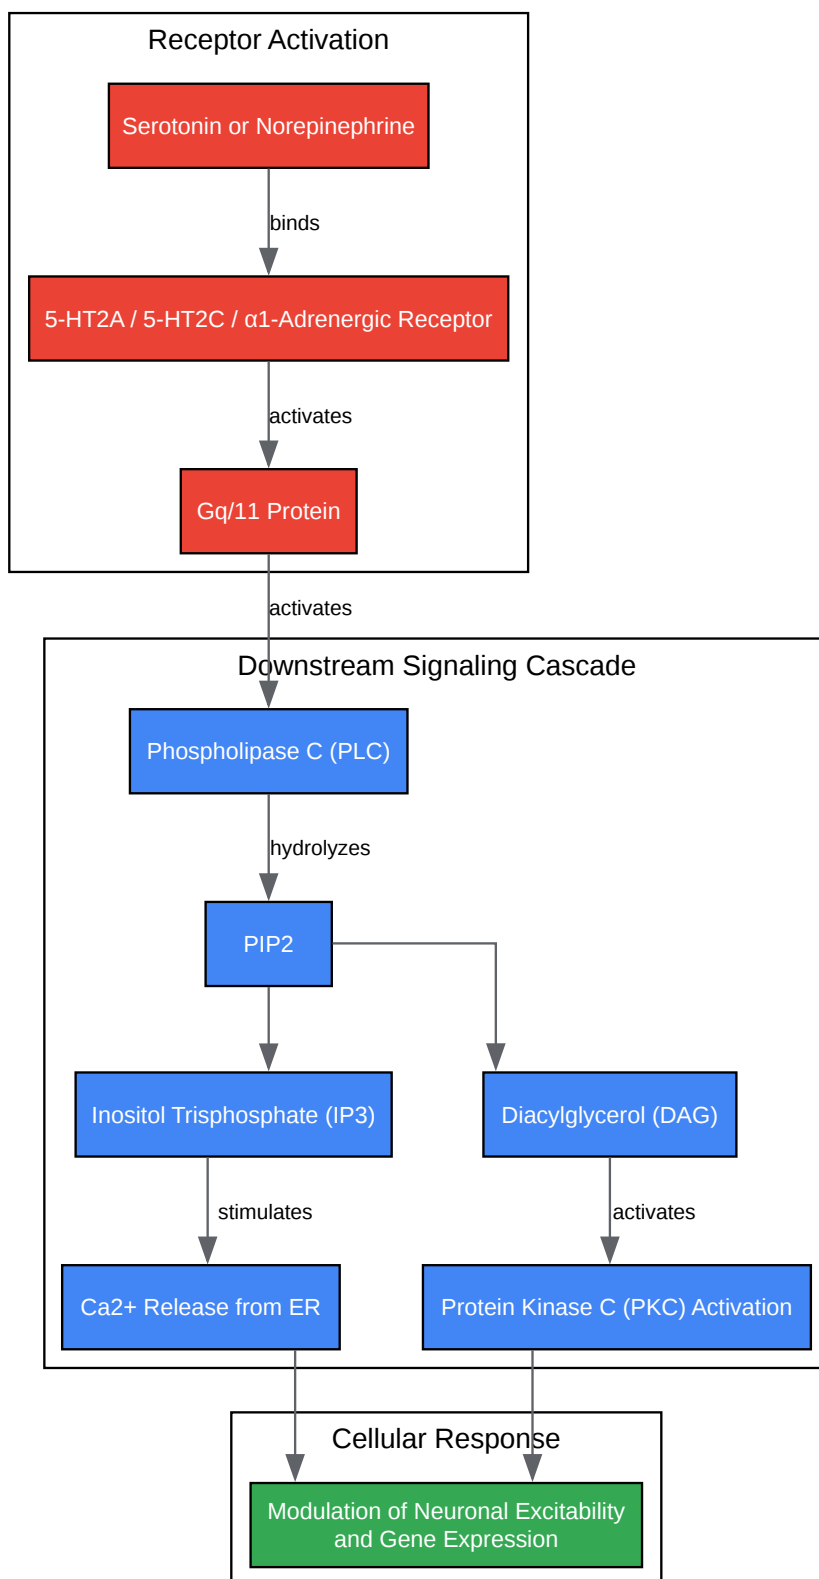 Receptor Activation
Serotonin or Norepinephrine
binds
5-HT2A / 5-HT2C / α1-Adrenergic Receptor
activates
Gq/11 Protein
activates
Downstream Signaling Cascade
Phospholipase C (PLC)
hydrolyzes
PIP2
Inositol Trisphosphate (IP3)
Diacylglycerol (DAG)
stimulates
activates
Ca2+ Release from ER
Protein Kinase C (PKC) Activation
Cellular Response
Modulation of Neuronal Excitability
and Gene Expression